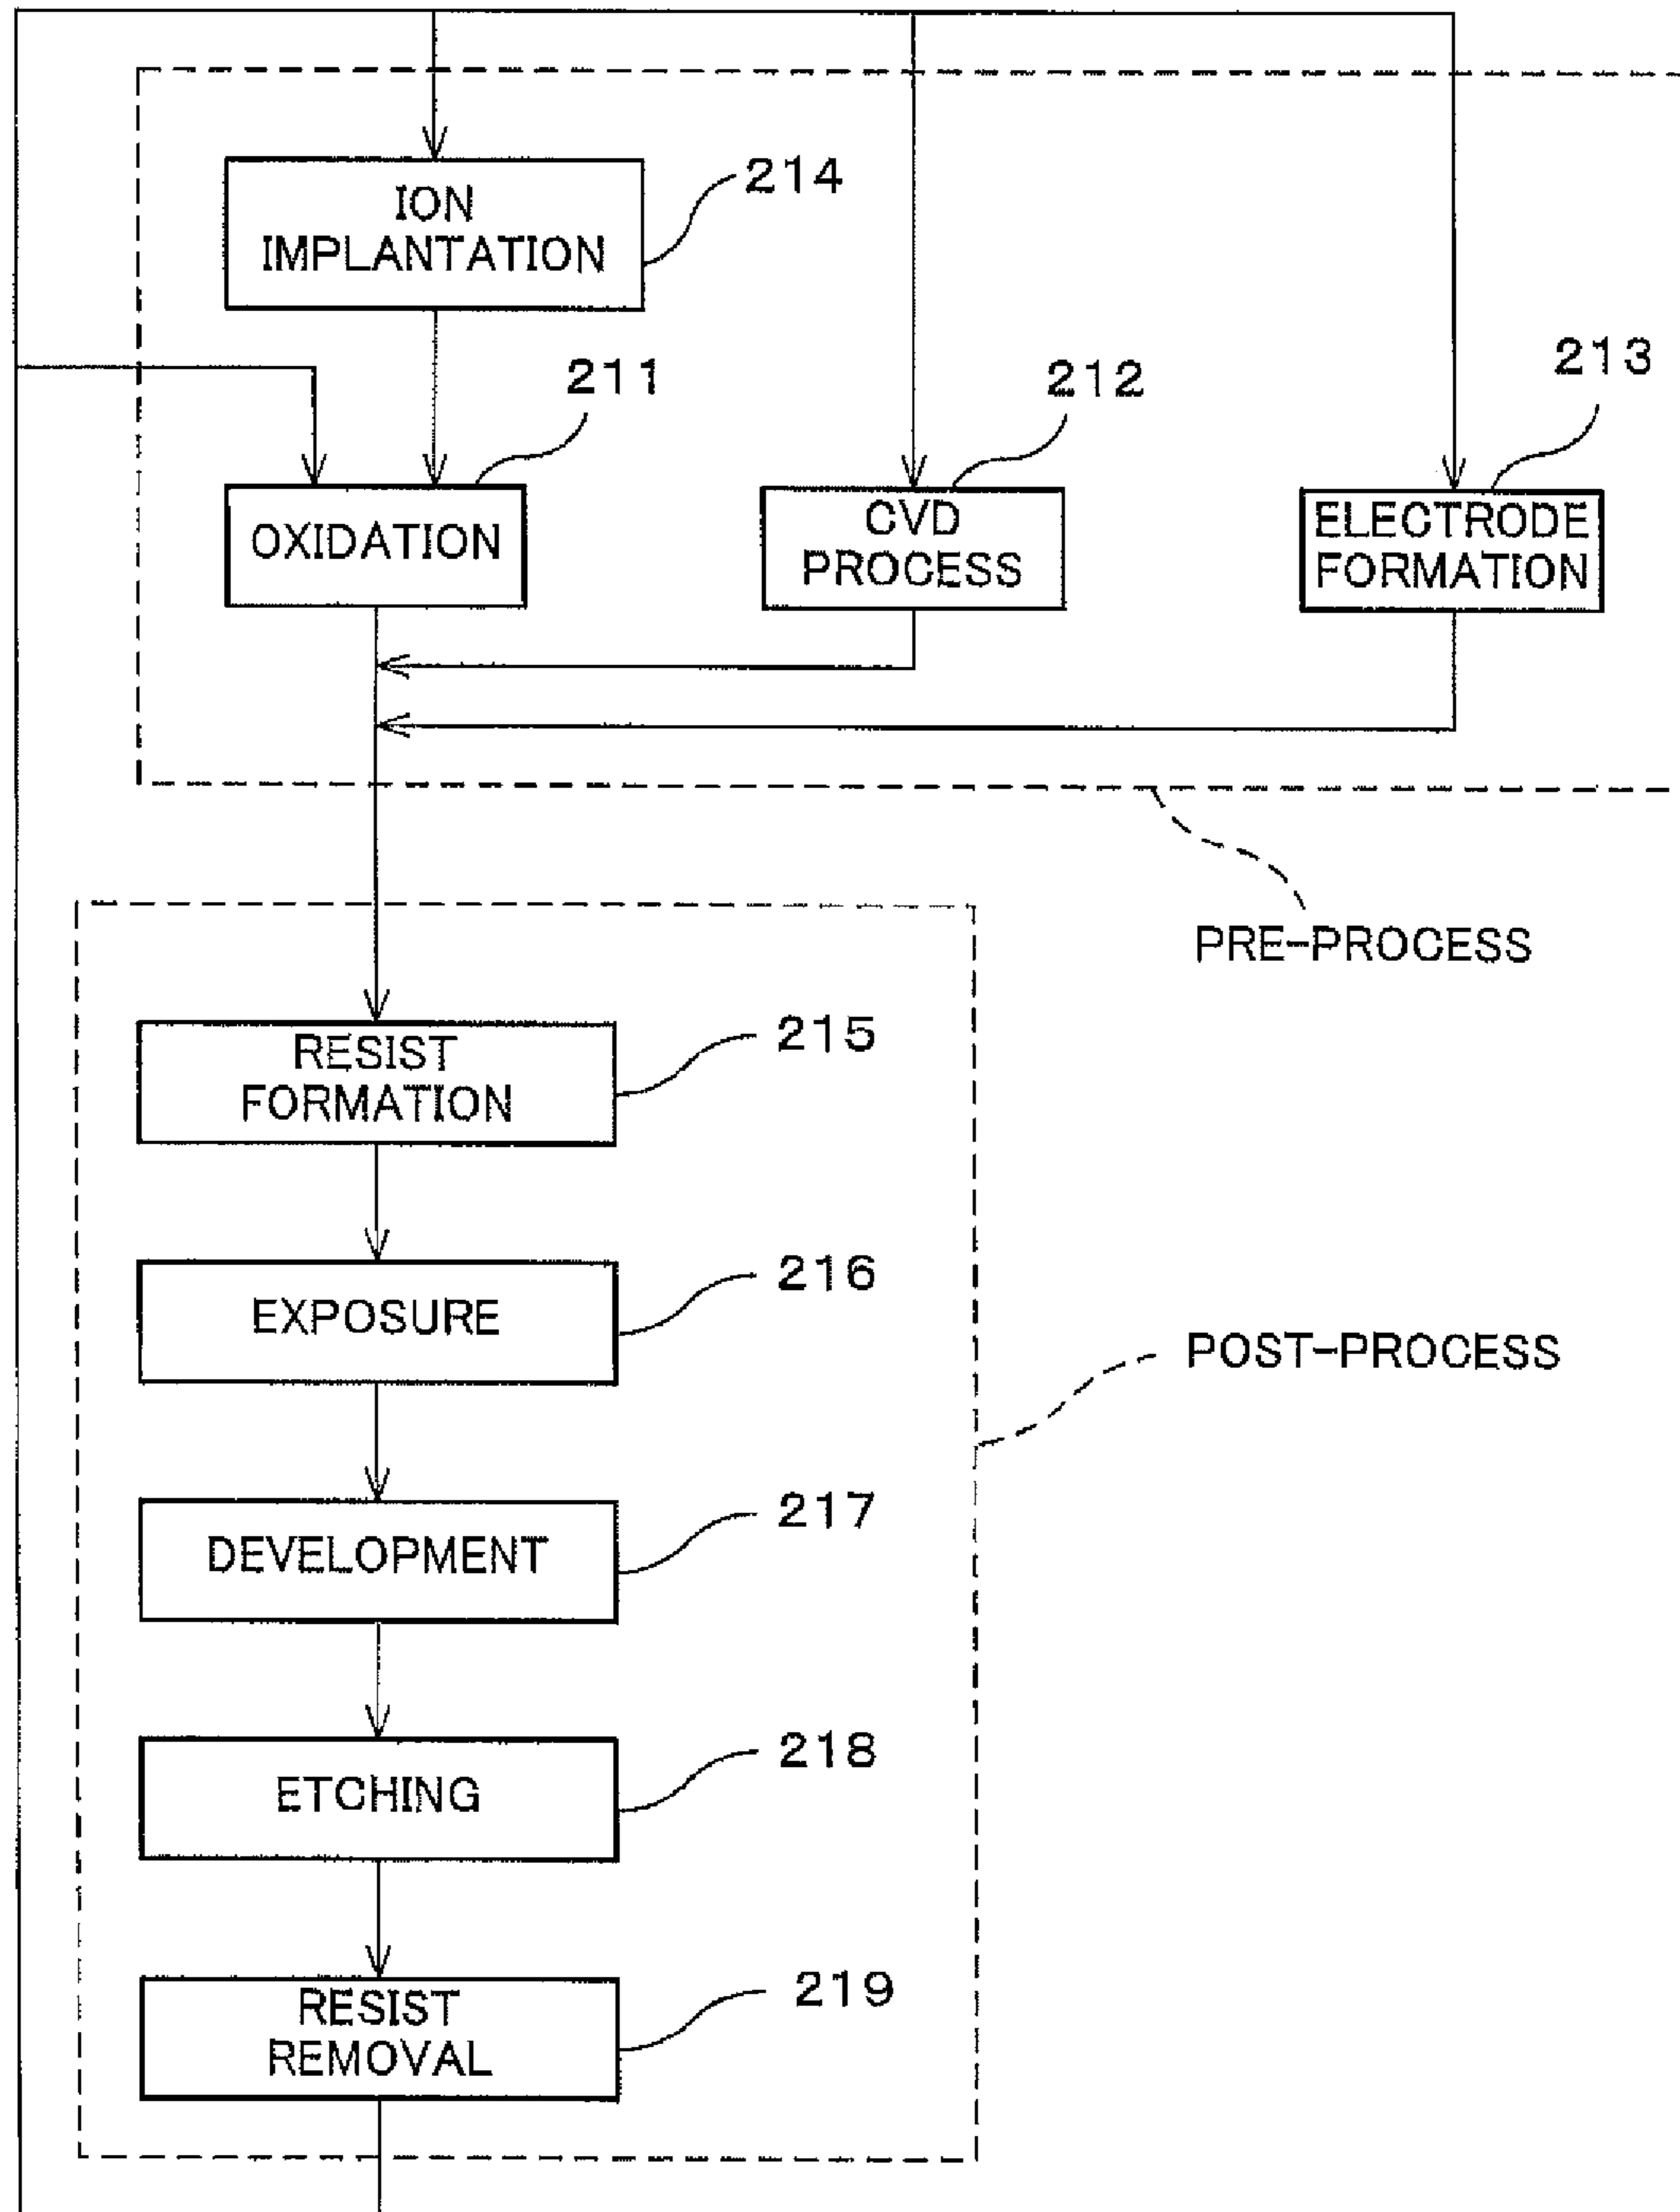 ION
IMPLANTATION
214
211
212
213
OXIDATION
CVD
PROCESS
ELECTRODE
FORMATION
PRE-PROCESS
RESIST
FORMATION
215
EXPOSURE
216
POST-PROCESS
DEVELOPMENT
217
ETCHING
218
RESIST
REMOVAL
219